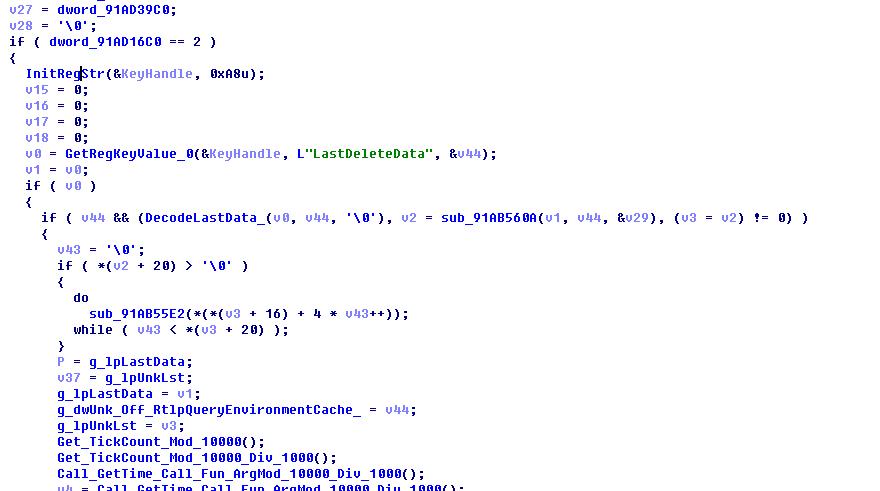 v27 = dword_91AD39C0;
v28 = '\0';
if ( dword_91AD16C0 == 2 )
{
InitRegStr(&KeyHandle, 0xA8u);
v15 = 0;
v16 = 0;
v17 = 0;
v18 = 0;
v0 = GetRegKeyValue_0(&KeyHandle, L"LastDeleteData", &v44);
v1 = v0;
if ( v0 )
{
if ( v44 && (DecodeLastData_(v0, v44, '\0'), v2 = sub_91AB560A(v1, v44, &v29), (v3 = v2) != 0) )
{
v43 = '\0';
if ( *(v2 + 20) > '\0' )
{
do
sub_91AB55E2(*(*(v3 + 16) + 4 * v43++));
while ( v43 < *(v3 + 20) );
}
P = g_lpLastData;
v37 = g_lpUnkLst;
g_lpLastData = v1;
g_dwUnk_Off_RtlpQueryEnvironmentCache_ = v44;
g_lpUnkLst = v3;
Get_TickCount_Mod_10000();
Get_TickCount_Mod_10000_Div_1000();
Call_GetTime_Call_Fun_ArgMod_10000_Div_1000();
v4 = Call_GetTime_Call_Fun_ArgMod_10000_Div_1000();